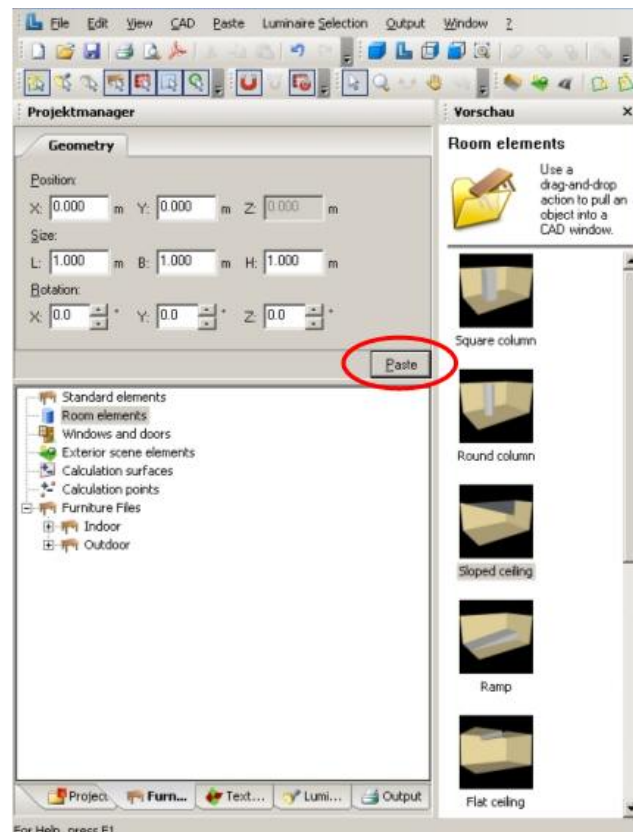 File Edit View CAD Paste Luminaire Selection Output Window ?
Projektmanager
Geometry
Position:
X: 0.000 m Y: 0.000 m Z: 0.000 m
Size:
L: 1.000 m B: 1.000 m H: 1.000 m
Rotation:
X: 0.0 ° Y: 0.0 ° Z: 0.0 °
Paste
Standard elements
Room elements
Windows and doors
Exterior scene elements
Calculation surfaces
Calculation points
Furniture Files
Indoor
Outdoor
Project Furn... Text... Lumi... Output
For Help, press F1
Vorschau x
Room elements
Use a
drag-and-drop
action to pull an
object into a
CAD window.
Square column
Round column
Sloped ceiling
Ramp
Flat ceiling